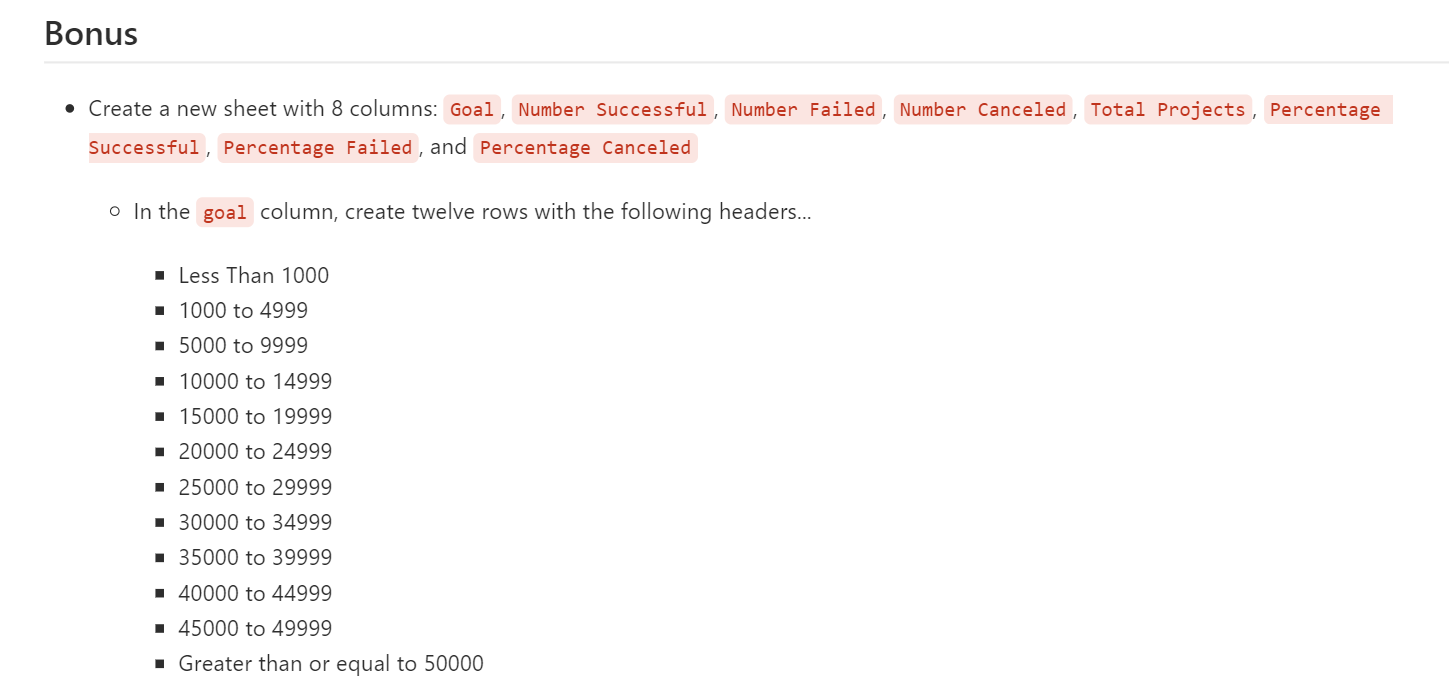 Bonus
Create a new sheet with 8 columns: Goal, Number Successful, Number Failed, Number Canceled, Total Projects, Percentage
Successful, Percentage Failed, and Percentage Canceled
In the goal column, create twelve rows with the following headers...
Less Than 1000
1000 to 4999
5000 to 9999
10000 to 14999
15000 to 19999
20000 to 24999
25000 to 29999
30000 to 34999
35000 to 39999
40000 to 44999
45000 to 49999
Greater than or equal to 50000